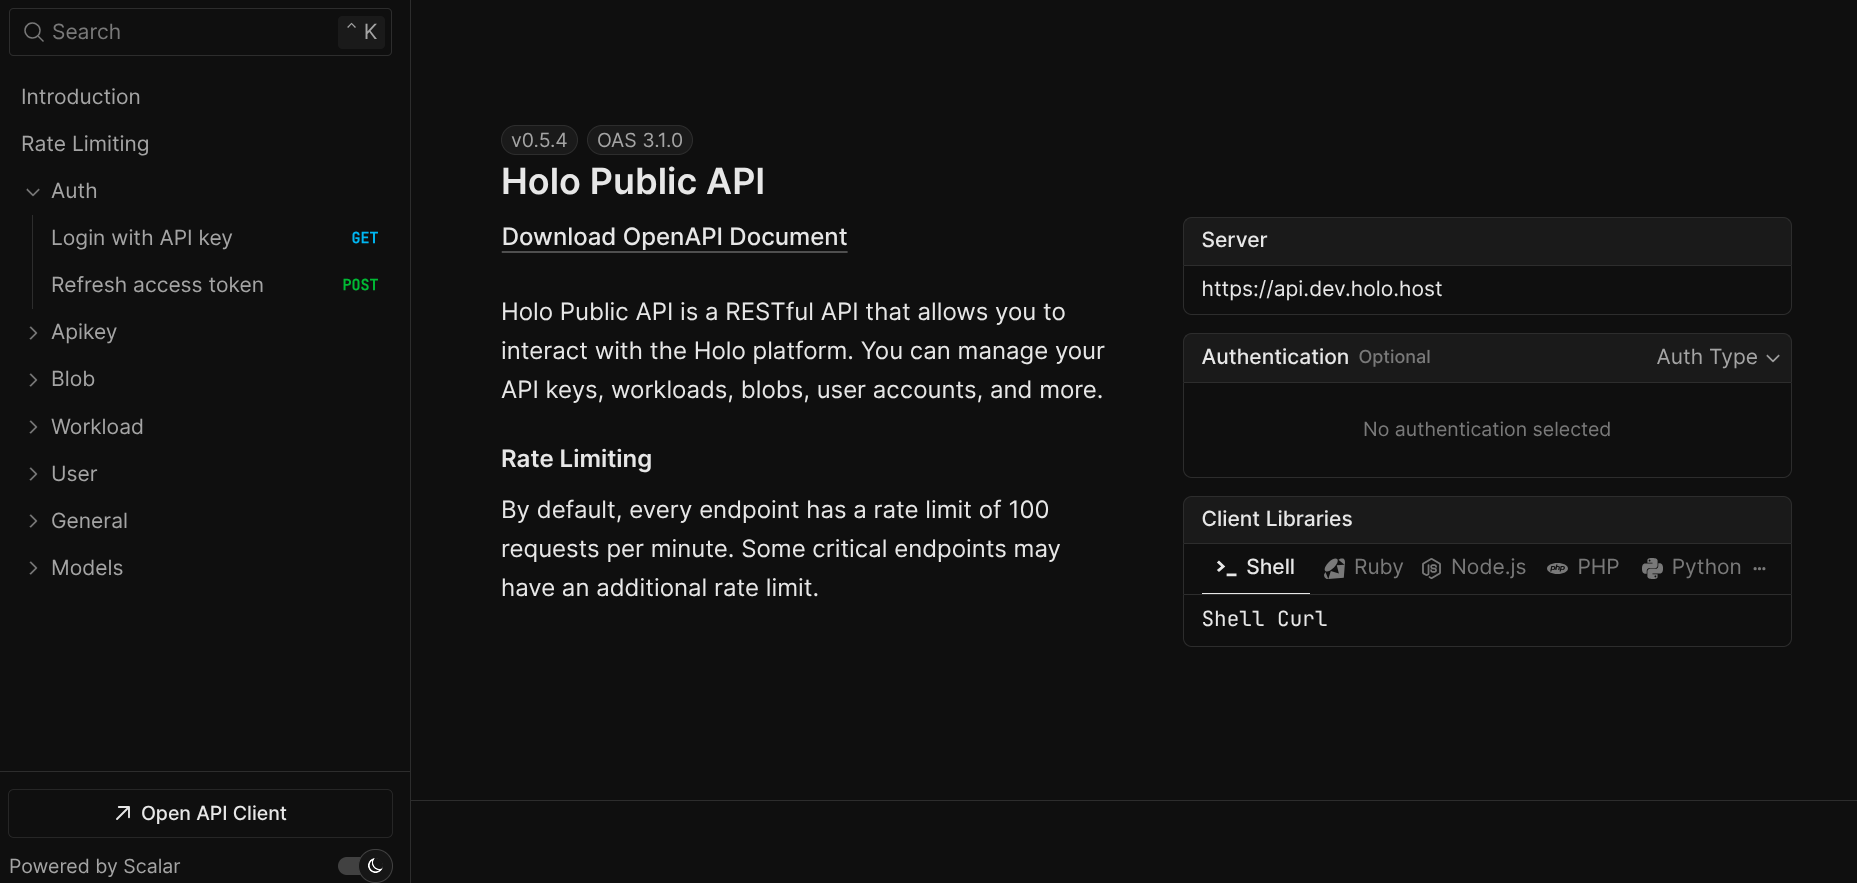 Search ^ K
Introduction
Rate Limiting
Auth
Login with API key GET
Refresh access token POST
Apikey
Blob
Workload
User
General
Models
Open API Client
Powered by Scalar
v0.5.4 OAS 3.1.0
Holo Public API
Download OpenAPI Document
Holo Public API is a RESTful API that allows you to
interact with the Holo platform. You can manage your
API keys, workloads, blobs, user accounts, and more.
Rate Limiting
By default, every endpoint has a rate limit of 100
requests per minute. Some critical endpoints may
have an additional rate limit.
Server
https://api.dev.holo.host
Authentication Optional Auth Type
No authentication selected
Client Libraries
Shell Ruby Node.js PHP Python ...
Shell Curl